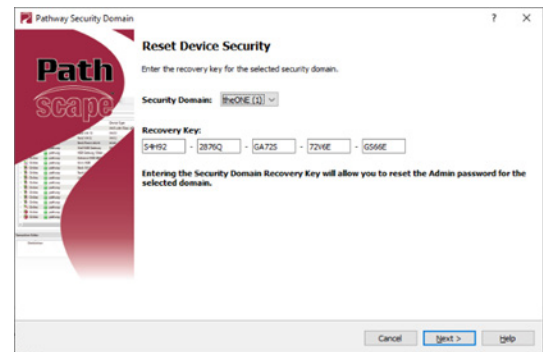 Pathway Security Domain
? ×
Path
scape
Reset Device Security
Enter the recovery key for the selected security domain.
Security Domain: theONE (1)
Recovery Key:
S4H92 - 2876Q - GA725 - 72V6E - GS66E
Entering the Security Domain Recovery Key will allow you to reset the Admin password for the
selected domain.
Cancel Next > Help